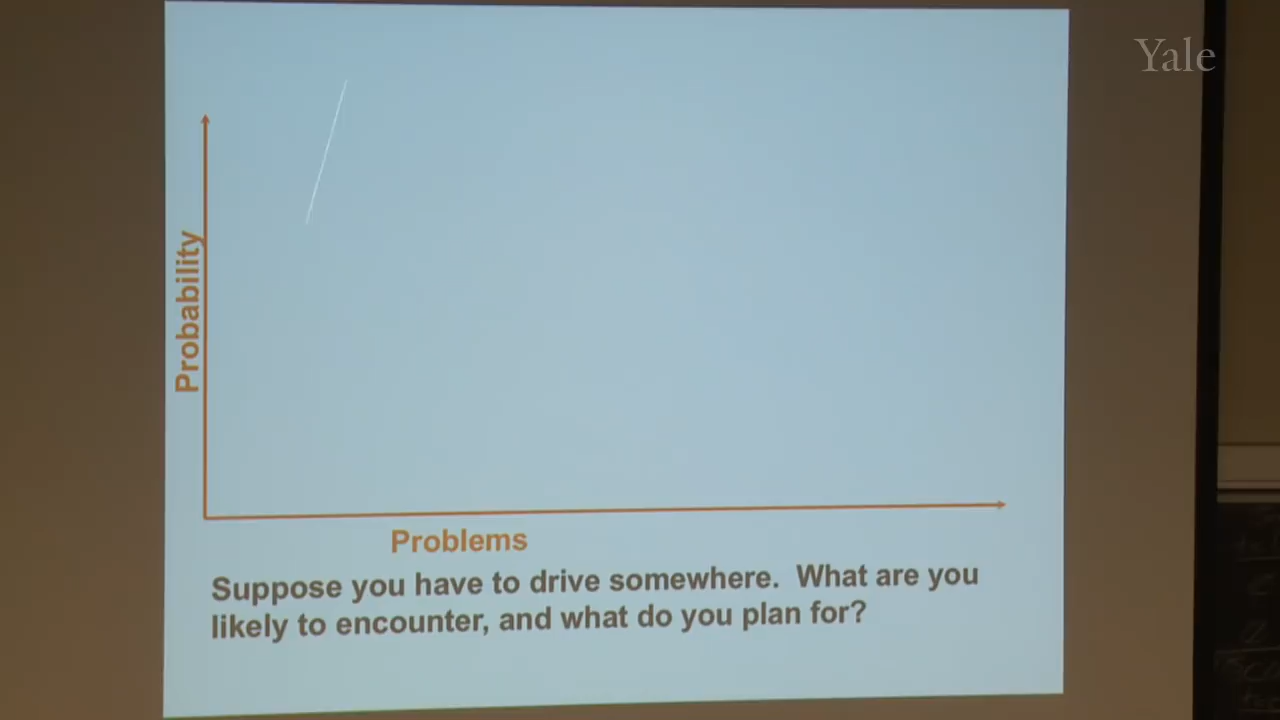 Yale
Probability
Problems
Suppose you have to drive somewhere. What are you
likely to encounter, and what do you plan for?